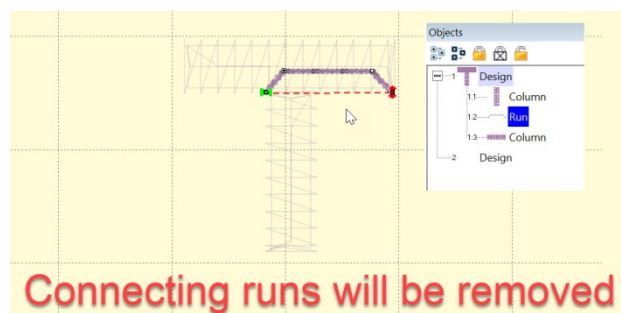 Objects
1 Design
1:1 Column
1:2 Run
1:3 Column
2 Design
Connecting runs will be removed